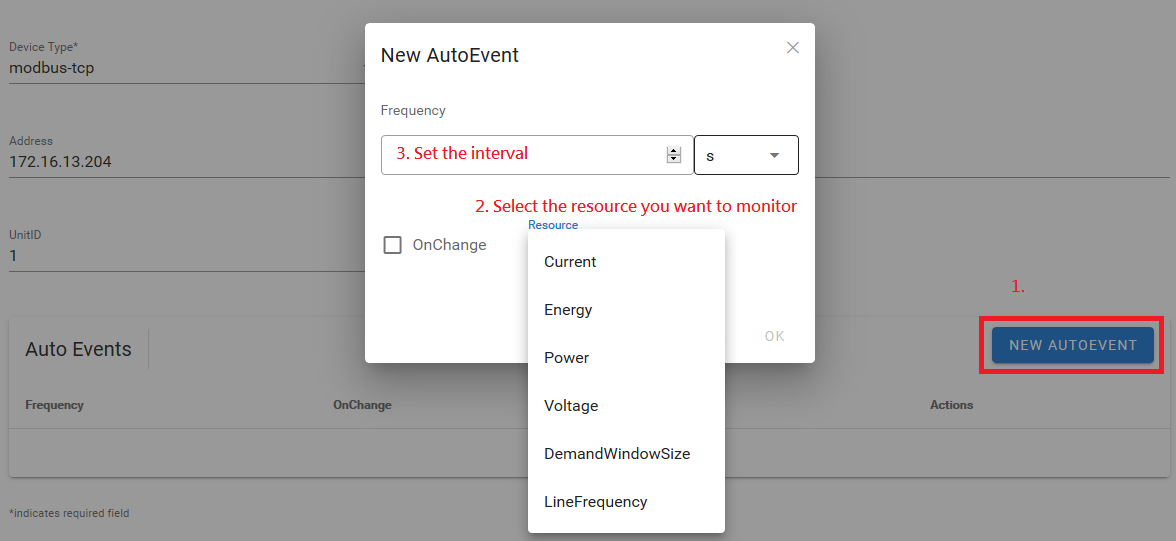 Device Type*
modbus-tcp
Address
172.16.13.204
UnitID
1
New AutoEvent
Frequency
3. Set the interval
s
2. Select the resource you want to monitor
Resource
OnChange
Current
Energy
Power
Voltage
DemandWindowSize
LineFrequency
OK
1.
Auto Events
NEW AUTOEVENT
Frequency OnChange Actions
*indicates required field